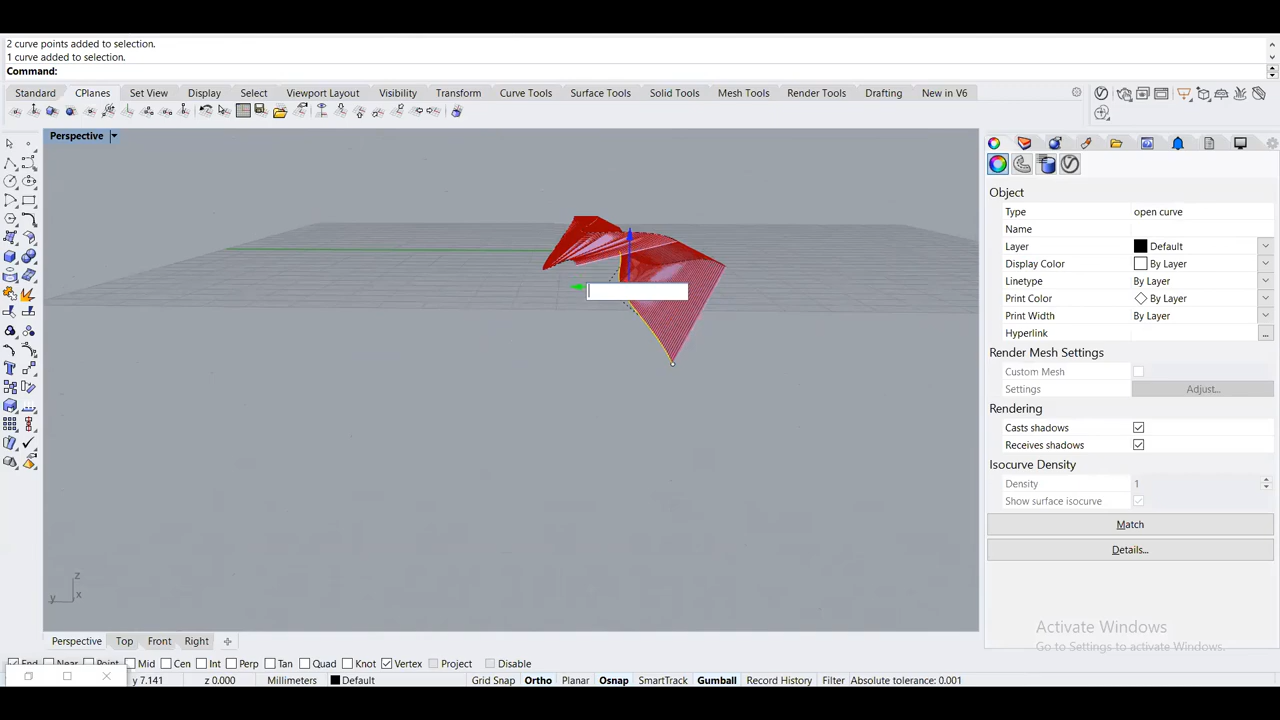 2 curve points added to selection.
1 curve added to selection.
Command:
Standard CPlanes Set View Display Select Viewport Layout Visibility Transform Curve Tools Surface Tools Solid Tools Mesh Tools Render Tools Drafting New in V6
Perspective
Object
Type open curve
Name
Layer Default
Display Color By Layer
Linetype By Layer
Print Color By Layer
Print Width By Layer
Hyperlink ...
Render Mesh Settings
Custom Mesh
Settings Adjust...
Rendering
Casts shadows
Receives shadows
Isocurve Density
Density 1
Show surface isocurve
Match
Details...
z
y x
Activate Windows
Go to Settings to activate Windows.
Perspective Top Front Right
End Near Point Mid Cen Int Perp Tan Quad Knot Vertex Project Disable
y 7.141 z 0.000 Millimeters Default Grid Snap Ortho Planar Osnap SmartTrack Gumball Record History Filter Absolute tolerance: 0.001